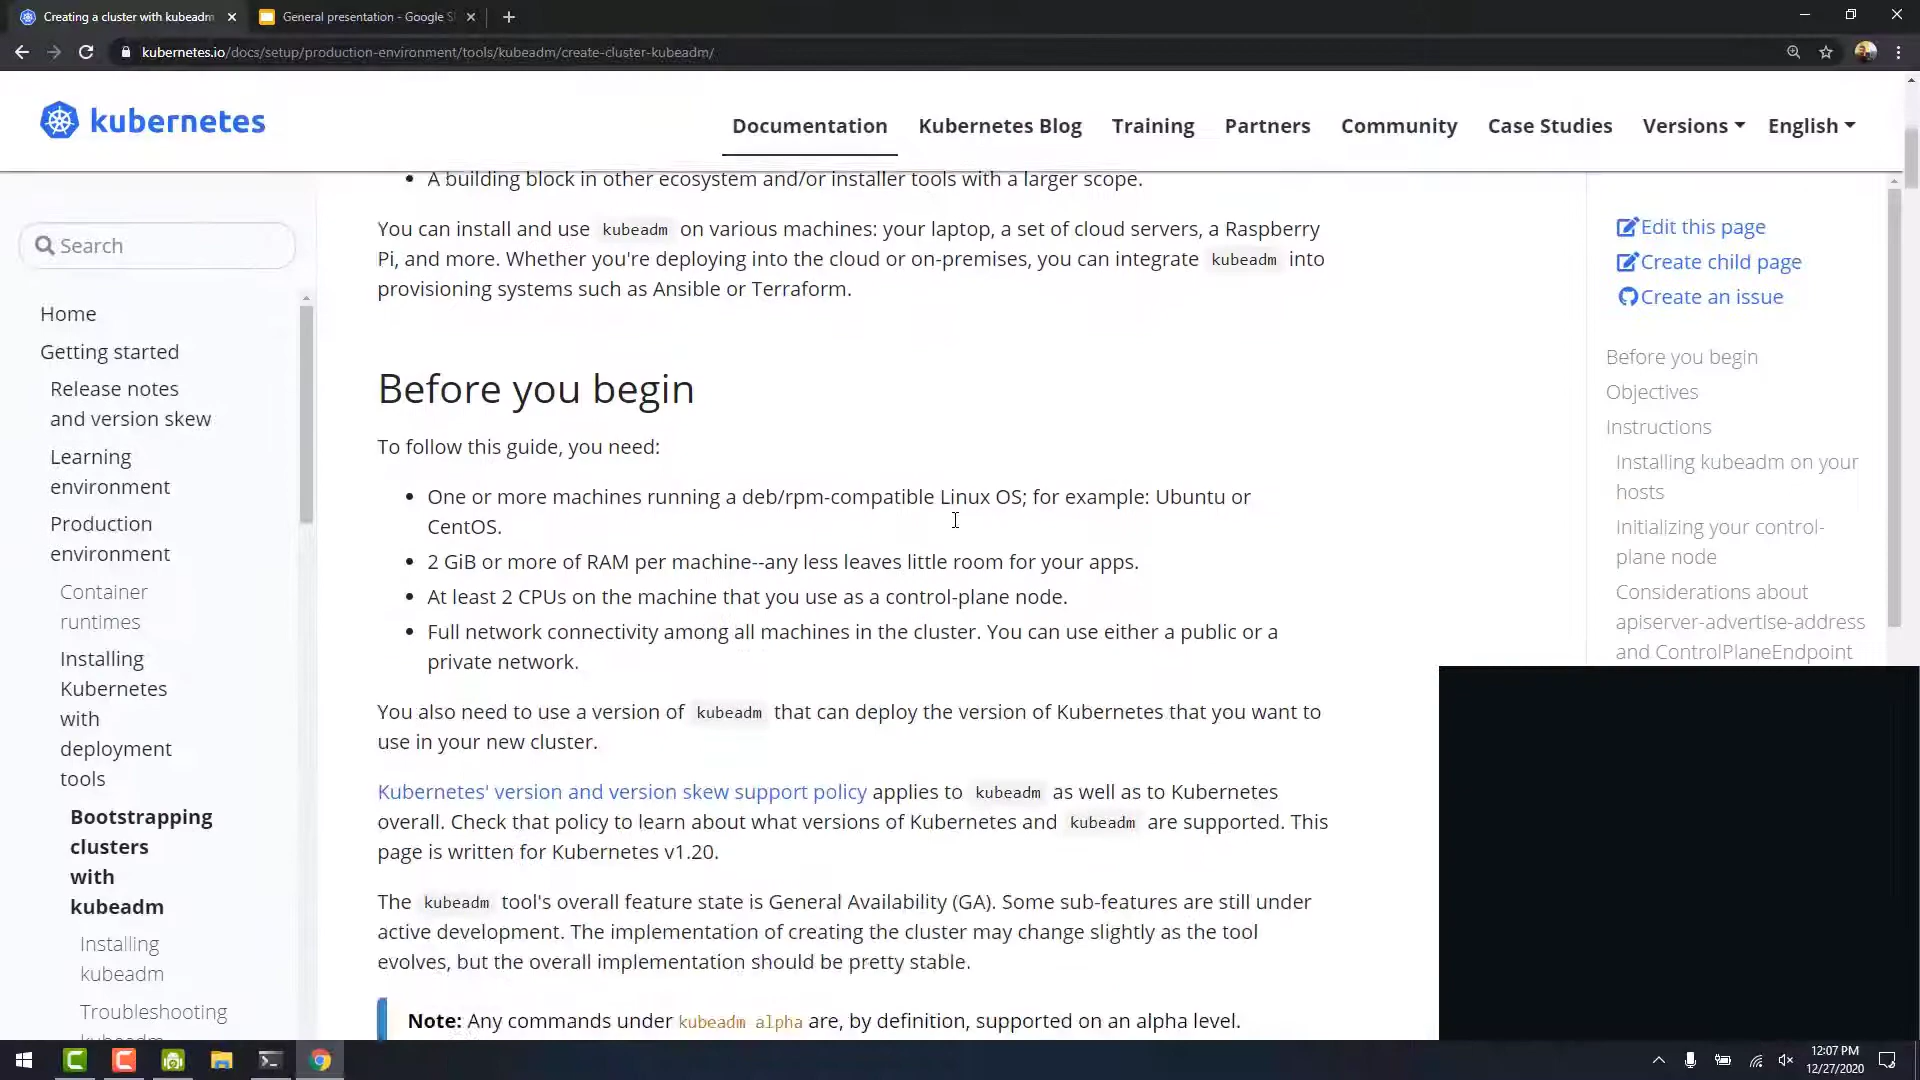 Creating a cluster with kubeadm
General presentation - Google S
kubernetes.io/docs/setup/production-environment/tools/kubeadm/create-cluster-kubeadm/
kubernetes
Documentation
Kubernetes Blog
Training
Partners
Community
Case Studies
Versions
English
Search
Home
Getting started
Release notes
and version skew
Learning
environment
Production
environment
Container
runtimes
Installing
Kubernetes
with
deployment
tools
Bootstrapping
clusters
with
kubeadm
Installing
kubeadm
Troubleshooting
kubeadm
• A building block in other ecosystem and/or installer tools with a larger scope.
You can install and use kubeadm on various machines: your laptop, a set of cloud servers, a Raspberry
Pi, and more. Whether you're deploying into the cloud or on-premises, you can integrate kubeadm into
provisioning systems such as Ansible or Terraform.
Before you begin
To follow this guide, you need:
• One or more machines running a deb/rpm-compatible Linux OS; for example: Ubuntu or
CentOS.
• 2 GiB or more of RAM per machine--any less leaves little room for your apps.
• At least 2 CPUs on the machine that you use as a control-plane node.
• Full network connectivity among all machines in the cluster. You can use either a public or a
private network.
You also need to use a version of kubeadm that can deploy the version of Kubernetes that you want to
use in your new cluster.
Kubernetes' version and version skew support policy applies to kubeadm as well as to Kubernetes
overall. Check that policy to learn about what versions of Kubernetes and kubeadm are supported. This
page is written for Kubernetes v1.20.
The kubeadm tool's overall feature state is General Availability (GA). Some sub-features are still under
active development. The implementation of creating the cluster may change slightly as the tool
evolves, but the overall implementation should be pretty stable.
Note: Any commands under kubeadm alpha are, by definition, supported on an alpha level.
Edit this page
Create child page
Create an issue
Before you begin
Objectives
Instructions
Installing kubeadm on your
hosts
Initializing your control-
plane node
Considerations about
apiserver-advertise-address
and ControlPlaneEndpoint
12:07 PM
12/27/2020